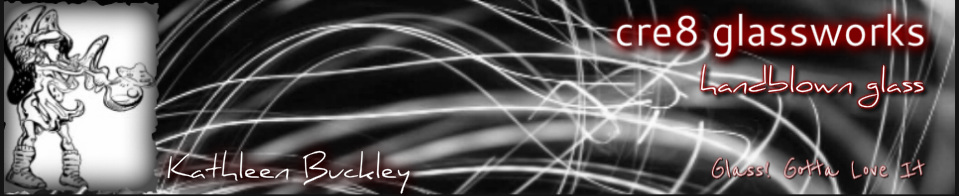 cre8 glassworks
handblown glass
Kathleen Buckley
Glass! Gotta Love It